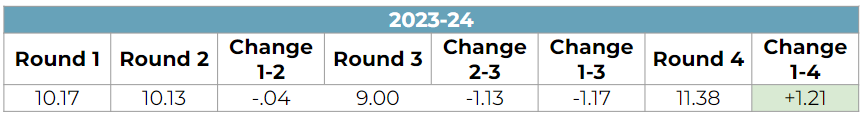 2023-24
Round 1 Round 2 Change 1-2 Round 3 Change 2-3 Change 1-3 Round 4 Change 1-4
10.17 10.13 -.04 9.00 -1.13 -1.17 11.38 +1.21